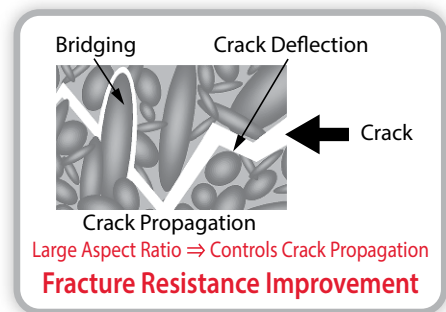 Bridging
Crack Deflection
Crack
Crack Propagation
Large Aspect Ratio ⇒ Controls Crack Propagation
Fracture Resistance Improvement